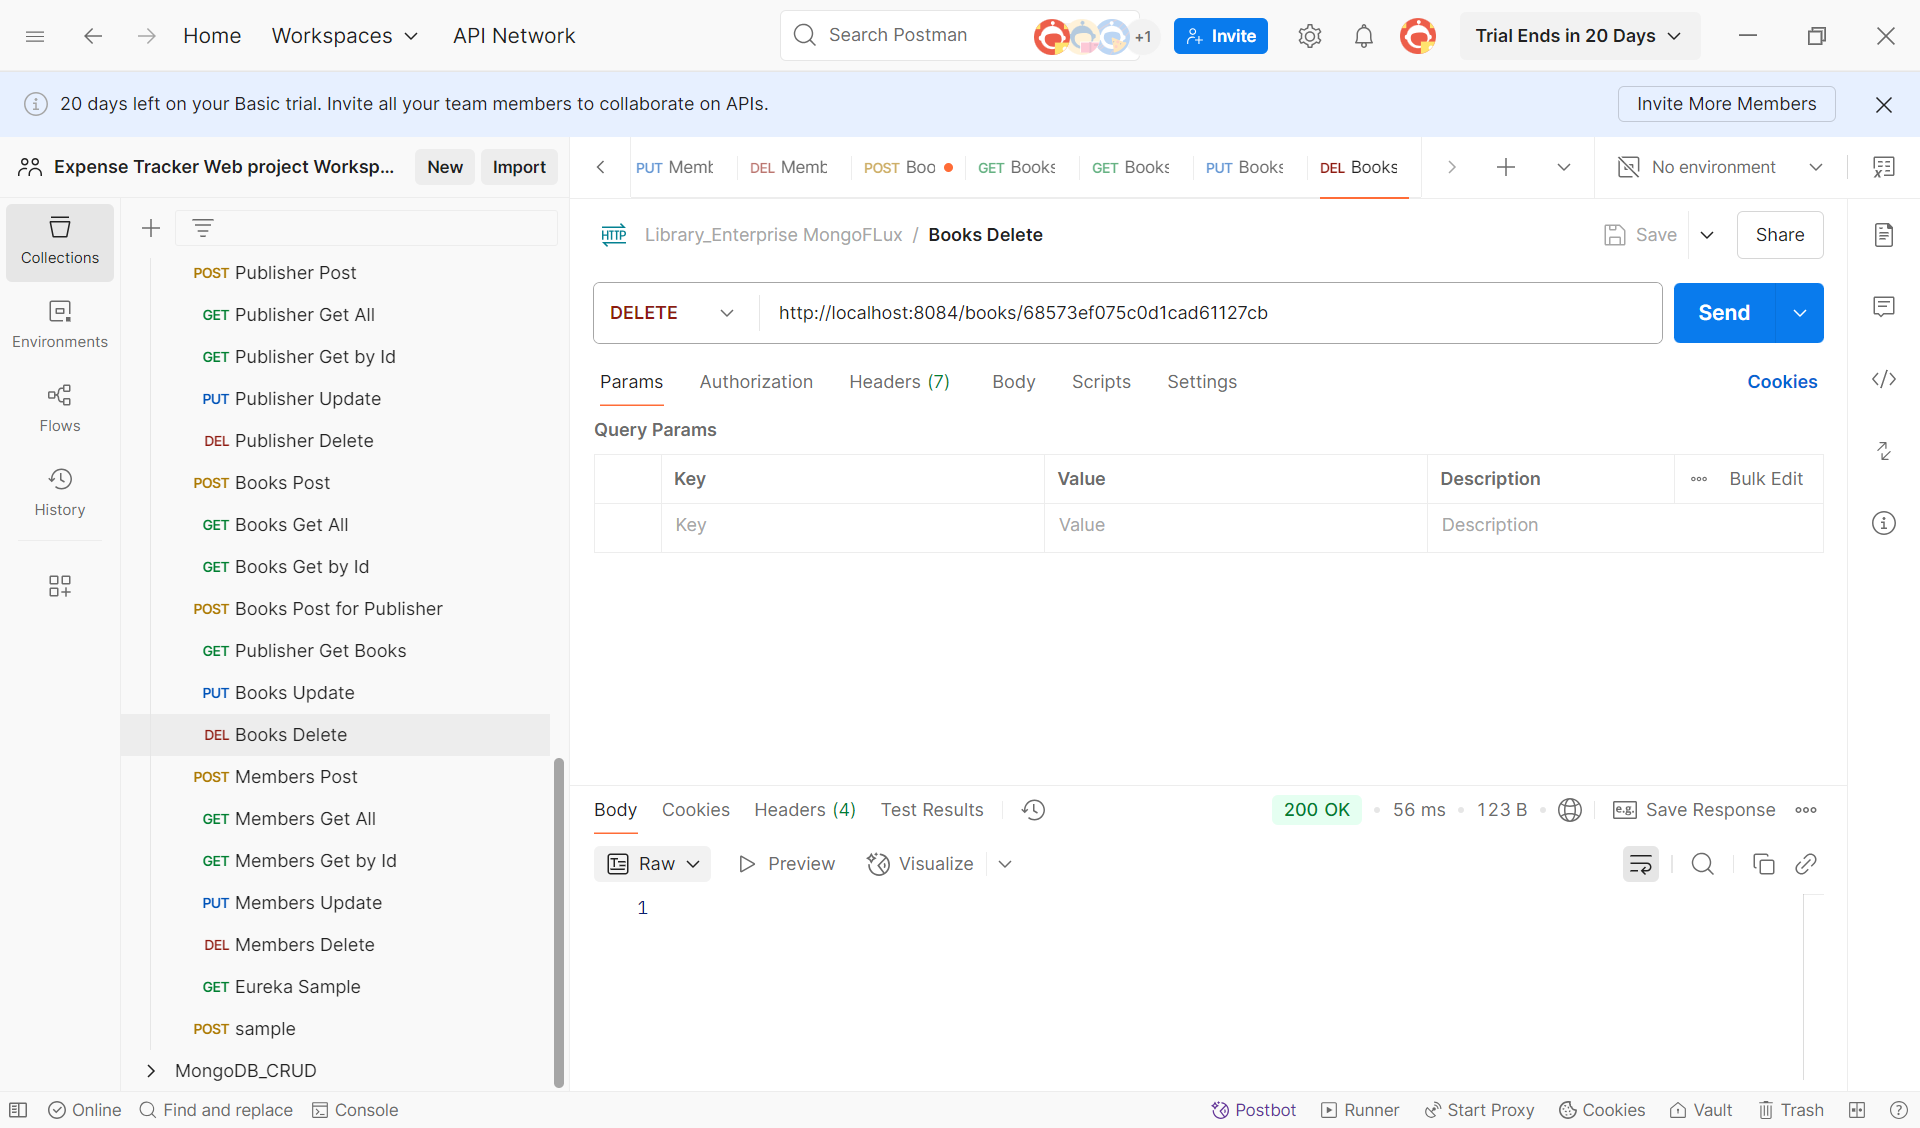 Home
Workspaces
API Network
Search Postman
+1
Invite
Trial Ends in 20 Days
20 days left on your Basic trial. Invite all your team members to collaborate on APIs.
Invite More Members
Expense Tracker Web project Worksp...
New
Import
PUT Memb
DEL Memb
POST Boo
GET Books
GET Books
PUT Books
DEL Books
No environment
Collections
Environments
Flows
History
POST Publisher Post
GET Publisher Get All
GET Publisher Get by Id
PUT Publisher Update
DEL Publisher Delete
POST Books Post
GET Books Get All
GET Books Get by Id
POST Books Post for Publisher
GET Publisher Get Books
PUT Books Update
DEL Books Delete
POST Members Post
GET Members Get All
GET Members Get by Id
PUT Members Update
DEL Members Delete
GET Eureka Sample
POST sample
MongoDB_CRUD
HTTP Library_Enterprise MongoFLux / Books Delete
Save
Share
DELETE
http://localhost:8084/books/68573ef075c0d1cad61127cb
Send
Params
Authorization
Headers (7)
Body
Scripts
Settings
Cookies
Query Params
Key
Value
Description
Bulk Edit
Key
Value
Description
Body
Cookies
Headers (4)
Test Results
200 OK
56 ms
123 B
e.g. Save Response
Raw
Preview
Visualize
1
Online
Find and replace
Console
Postbot
Runner
Start Proxy
Cookies
Vault
Trash